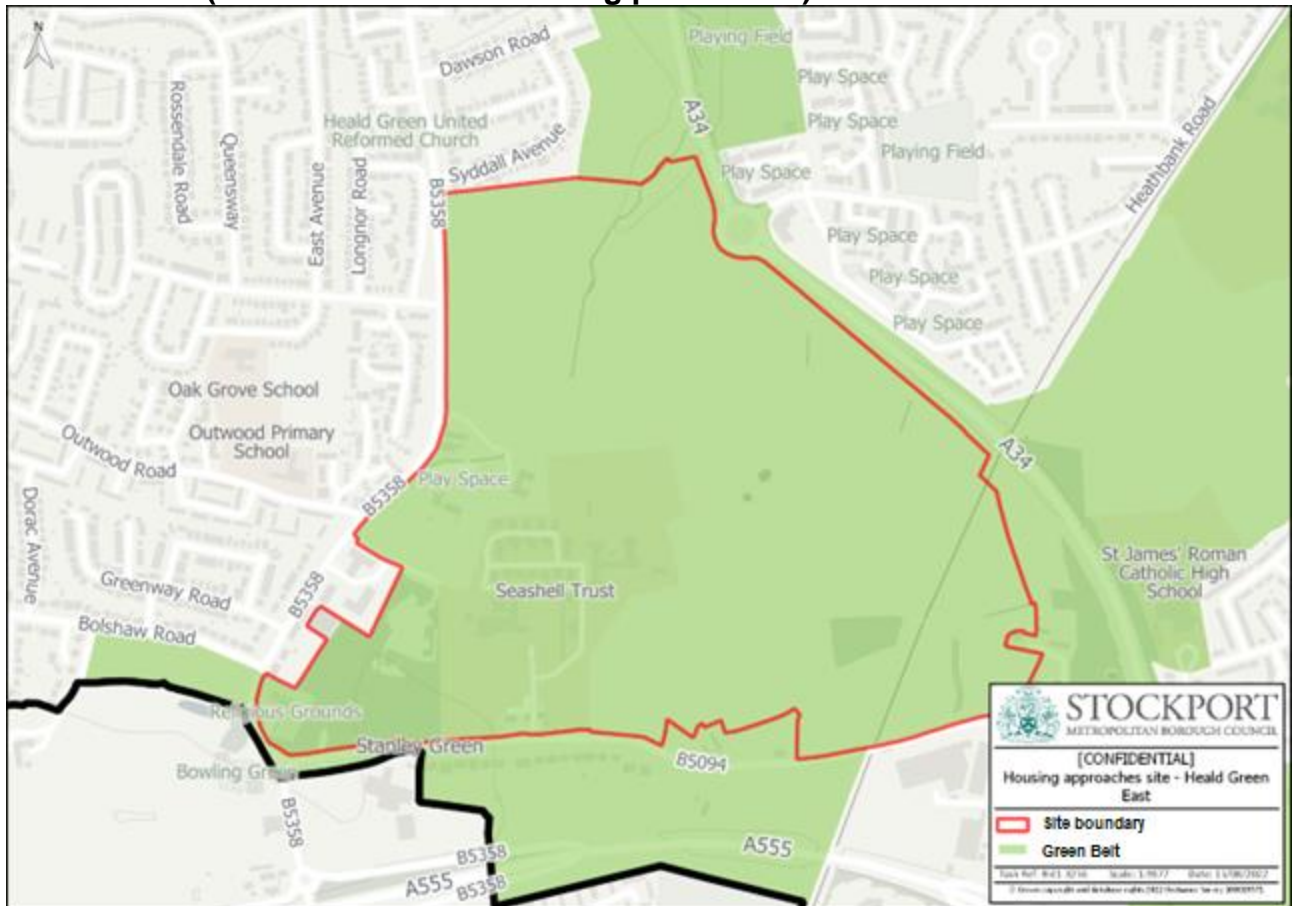 N
Dawson Road
Playing Field
Play Space
Rossendale Road
Queensway
East Avenue
Longnor Road
Heald Green United
Reformed Church
Syddall Avenue
B5358
A34
Play Space
Play Space
Playing Field
Heathbank Road
Play Space
Play Space
Play Space
Oak Grove School
Outwood Primary
School
Outwood Road
B5358
Play Space
Dorac Avenue
Greenway Road
Bolshaw Road
B5358
Seashell Trust
A34
St James' Roman
Catholic High
School
Religious Grounds
Stanley Green
Bowling Green
B5094
B5358
B5358
A555
B5358
A555
STOCKPORT
METROPOLITAN BOROUGH COUNCIL
[CONFIDENTIAL]
Housing approaches site - Heald Green
East
Site boundary
Green Belt